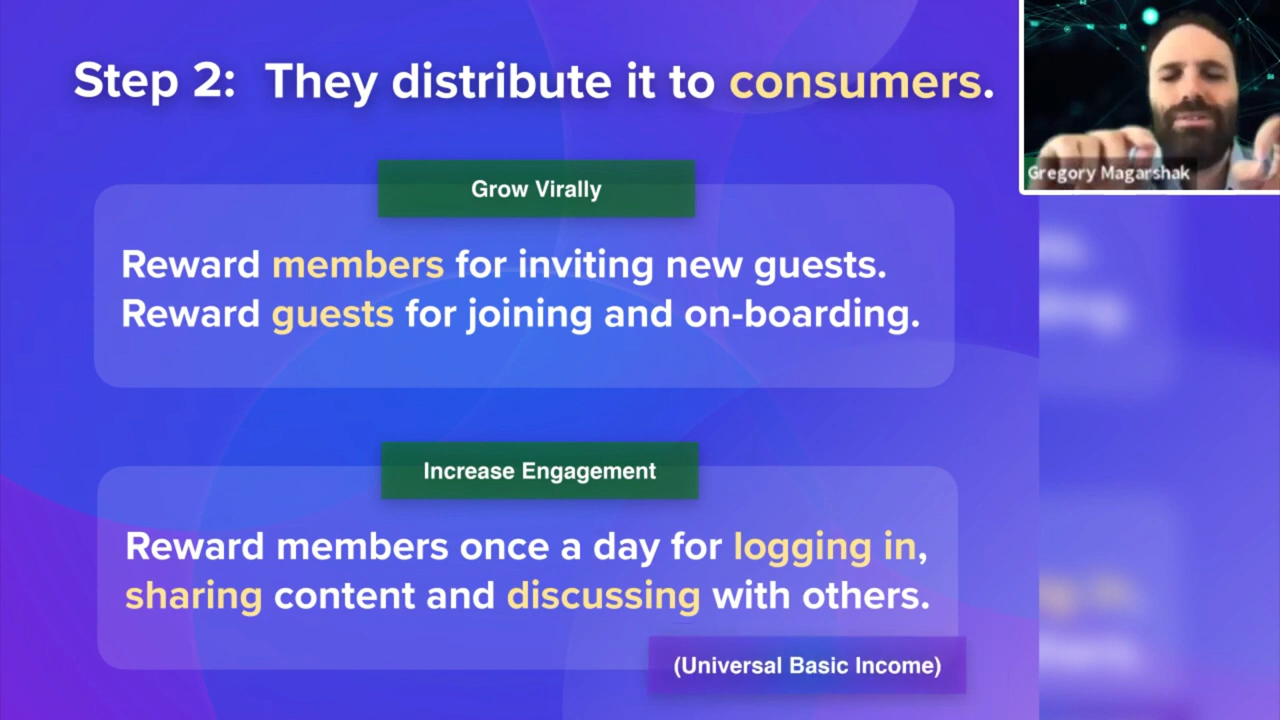 Step 2: They distribute it to consumers.
Gregory Magarshak
Grow Virally
Reward members for inviting new guests.
Reward guests for joining and on-boarding.
Increase Engagement
Reward members once a day for logging in,
sharing content and discussing with others.
(Universal Basic Income)